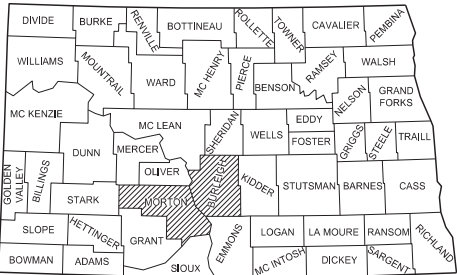 DIVIDE
BURKE
RENVILLE
BOTTINEAU
ROLLETTE
TOWNER
CAVALIER
PEMBINA
WILLIAMS
MOUNTRAIL
WARD
MC HENRY
PIERCE
BENSON
RAMSEY
WALSH
NELSON
GRAND
FORKS
MC KENZIE
MC LEAN
SHERIDAN
WELLS
EDDY
FOSTER
GRIGGS
STEELE
TRAILL
DUNN
MERCER
OLIVER
GOLDEN
VALLEY
BILLINGS
STARK
MORTON
BURLEIGH
KIDDER
STUTSMAN
BARNES
CASS
SLOPE
HETTINGER
GRANT
EMMONS
LOGAN
LA MOURE
RANSOM
RICHLAND
BOWMAN
ADAMS
SIOUX
MC INTOSH
DICKEY
SARGENT